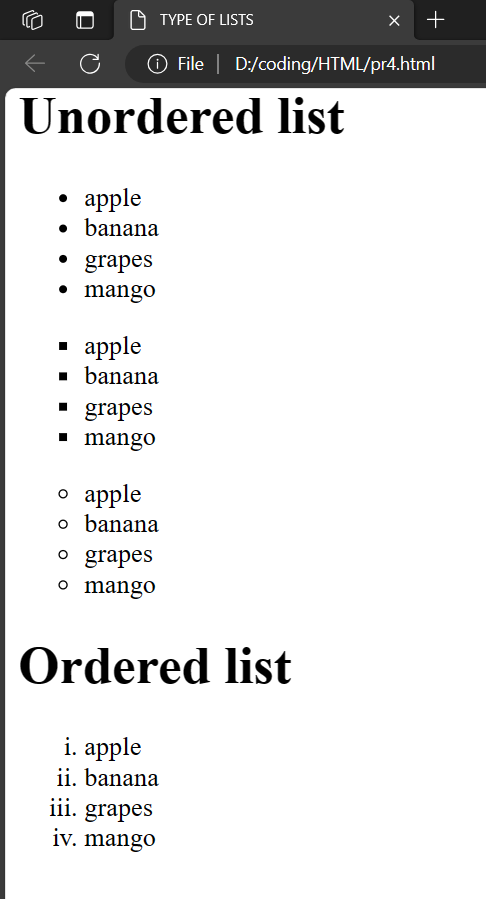 TYPE OF LISTS
File | D:/coding/HTML/pr4.html
Unordered list
• apple
• banana
• grapes
• mango
▪ apple
▪ banana
▪ grapes
▪ mango
○ apple
○ banana
○ grapes
○ mango
Ordered list
i. apple
ii. banana
iii. grapes
iv. mango